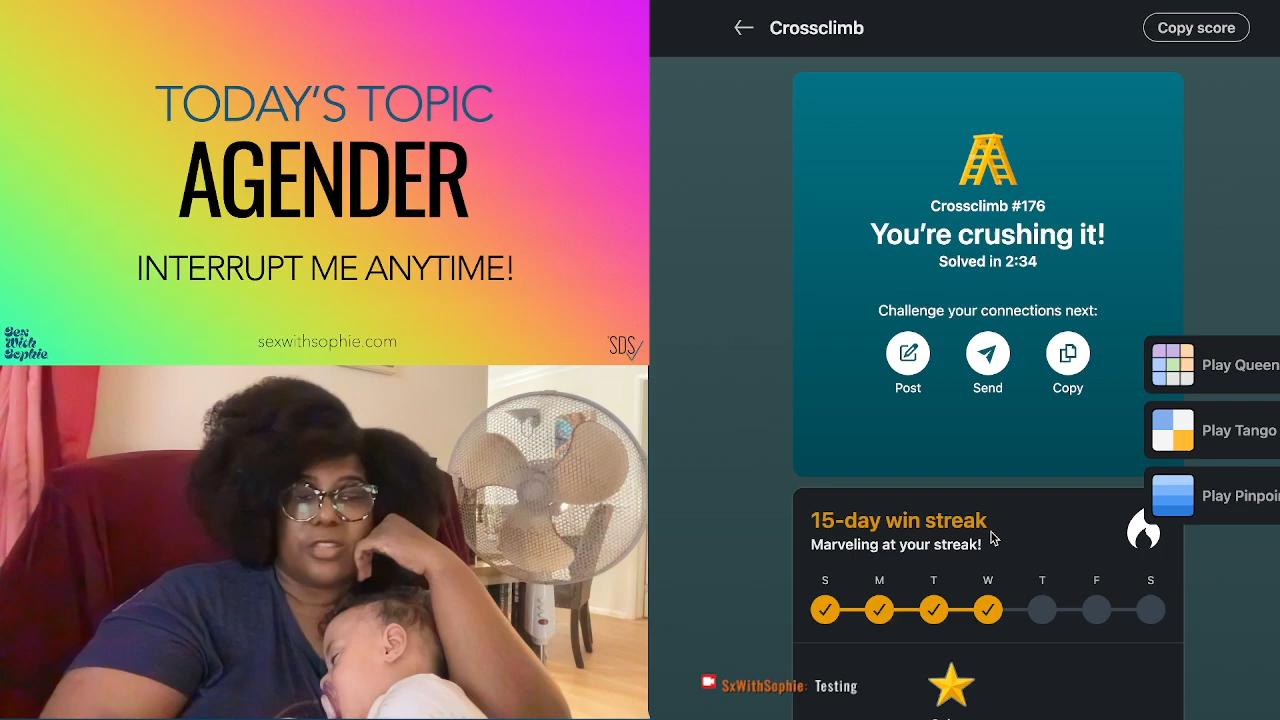 TODAY'S TOPIC
AGENDER
INTERRUPT ME ANYTIME!
Sex
With
Sophie
sexwithsophie.com
SDS
Crossclimb
Copy score
Crossclimb #176
You're crushing it!
Solved in 2:34
Challenge your connections next:
Post
Send
Copy
Play Queen
Play Tango
Play Pinpoin
15-day win streak
Marveling at your streak!
S M T W T F S
SxWithSophie: Testing